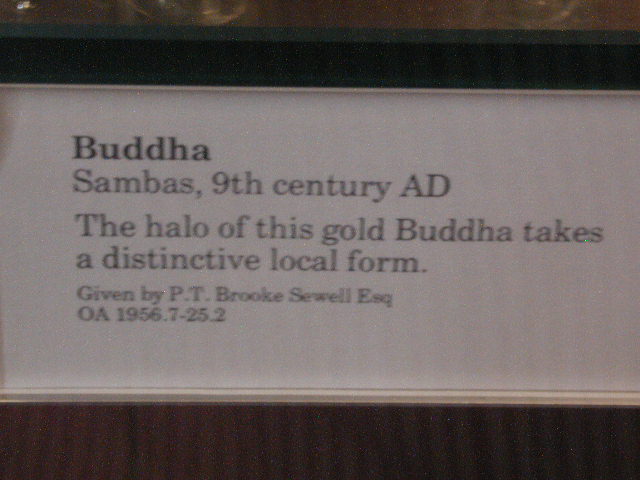 Buddha
Sambas, 9th century AD
The halo of this gold Buddha takes
a distinctive local form.
Given by P.T. Brooke Sewell Esq
OA 1956.7-25.2